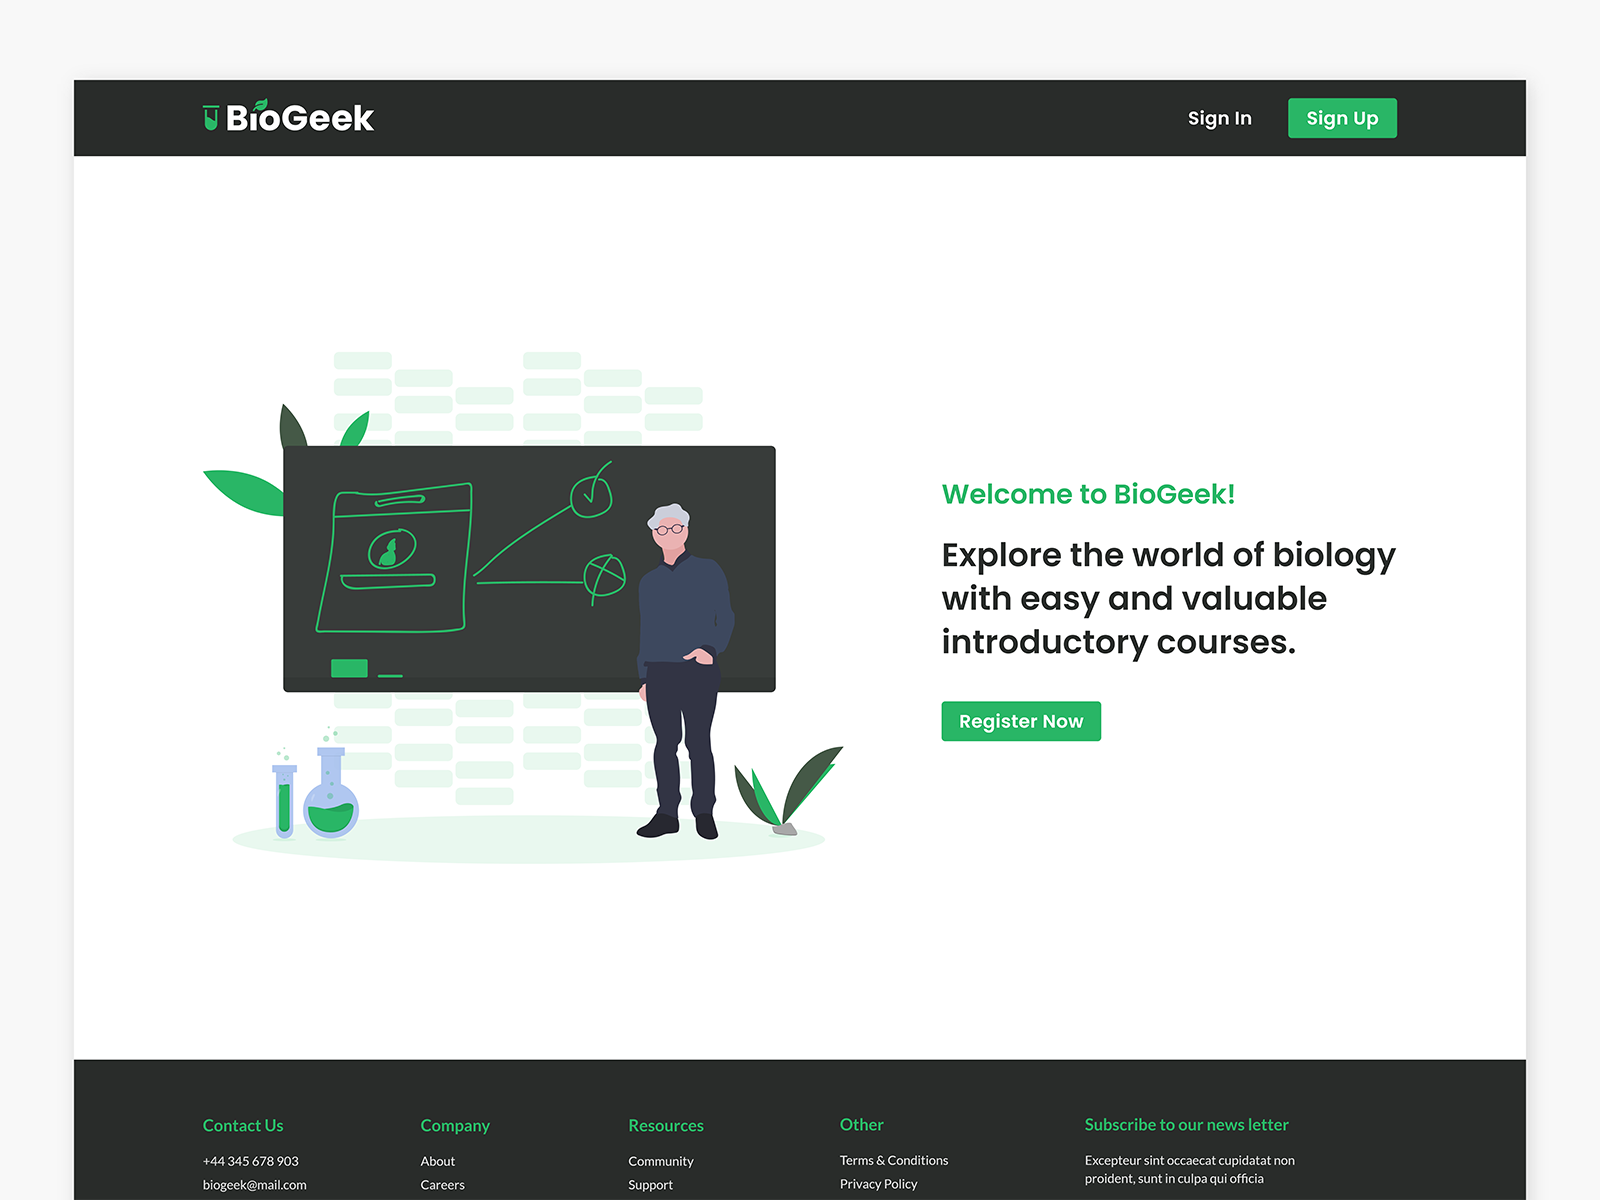 BioGeek
Sign In
Sign Up
Welcome to BioGeek!
Explore the world of biology
with easy and valuable
introductory courses.
Register Now
Contact Us
+44 345 678 903
biogeek@mail.com
Company
About
Careers
Resources
Community
Support
Other
Terms & Conditions
Privacy Policy
Subscribe to our news letter
Excepteur sint occaecat cupidatat non
proident, sunt in culpa qui officia